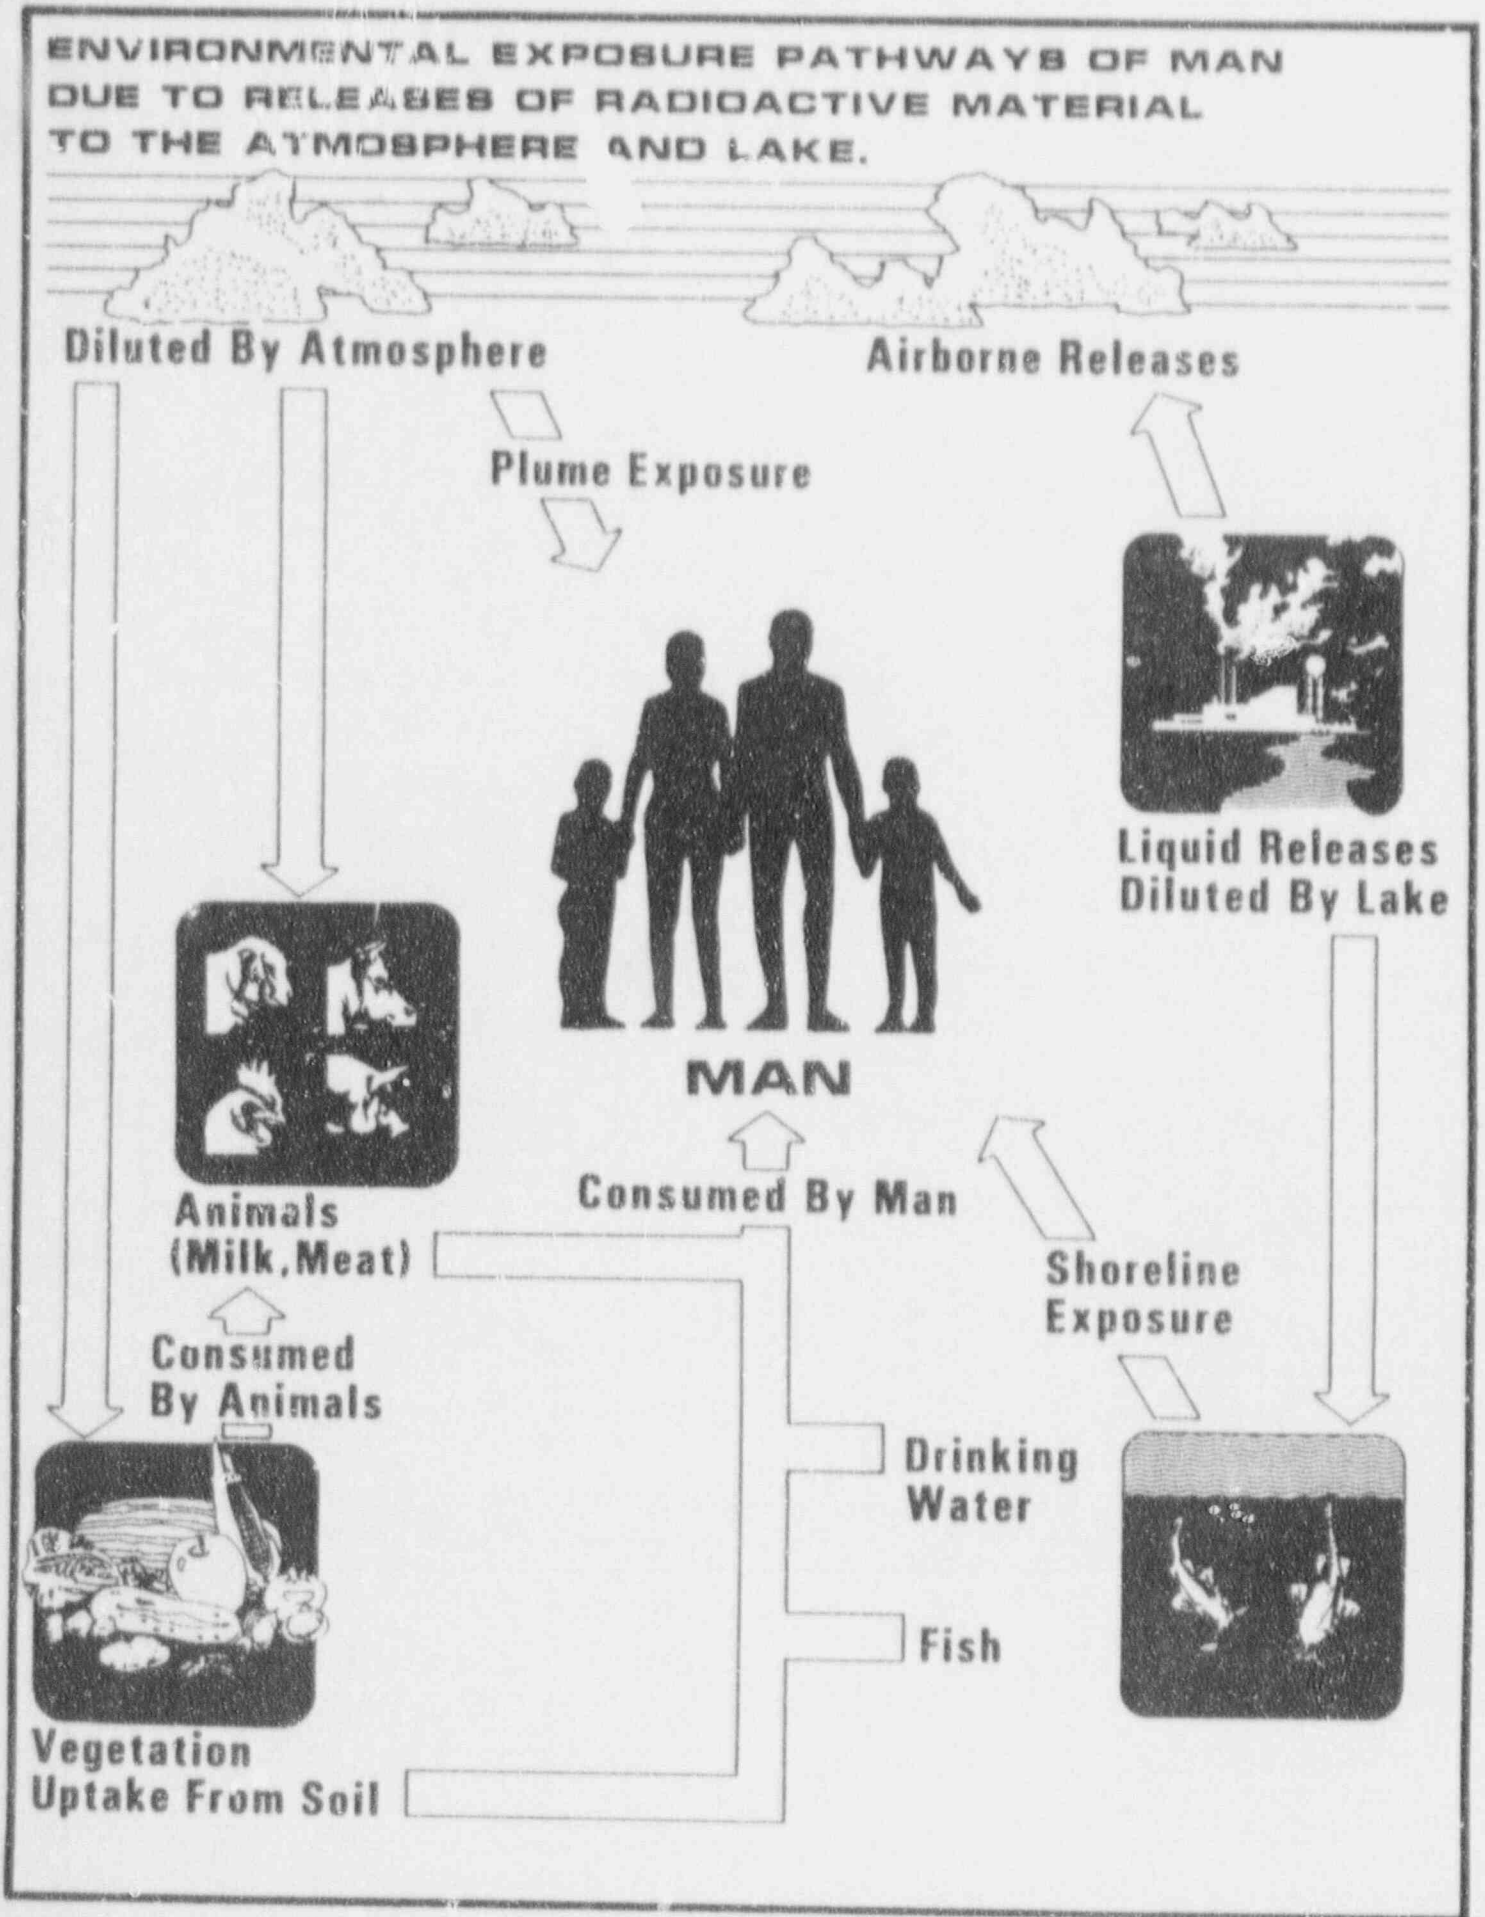 ENVIRONMENTAL EXPOSURE PATHWAYS OF MAN
DUE TO RELEASES OF RADIOACTIVE MATERIAL
TO THE ATMOSPHERE AND LAKE.
Diluted By Atmosphere
Airborne Releases
Plume Exposure
Liquid Releases
Diluted By Lake
MAN
Consumed By Man
Animals
(Milk,Meat)
Shoreline
Exposure
Consumed
By Animals
Drinking
Water
Fish
Vegetation
Uptake From Soil